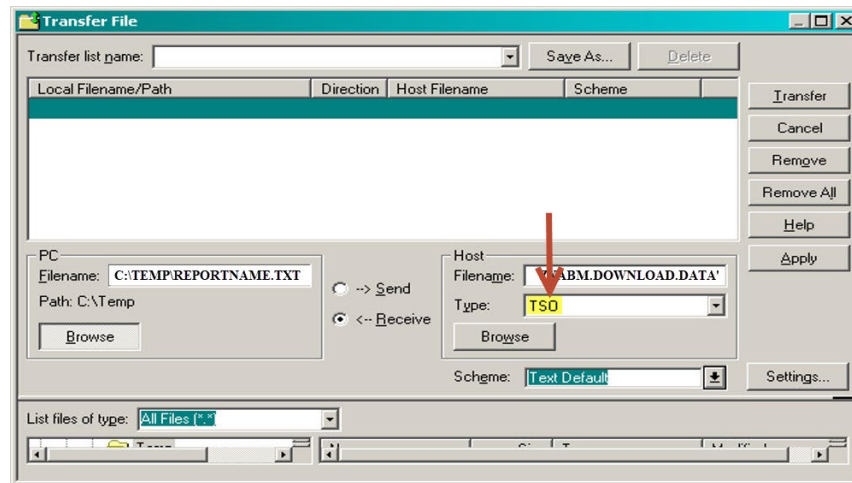 Transfer File
Transfer list name: Save As... Delete
Local Filename/Path Direction Host Filename Scheme
Transfer
Cancel
Remove
Remove All
Help
Apply
PC
Filename: C:\TEMP\REPORTNAME.TXT
Path: C:\Temp
Browse
--> Send
<-- Receive
Host
Filename: ABM.DOWNLOAD.DATA'
Type: TSO
Browse
Scheme: Text Default
Settings...
List files of type: All Files (*.*)
Temp